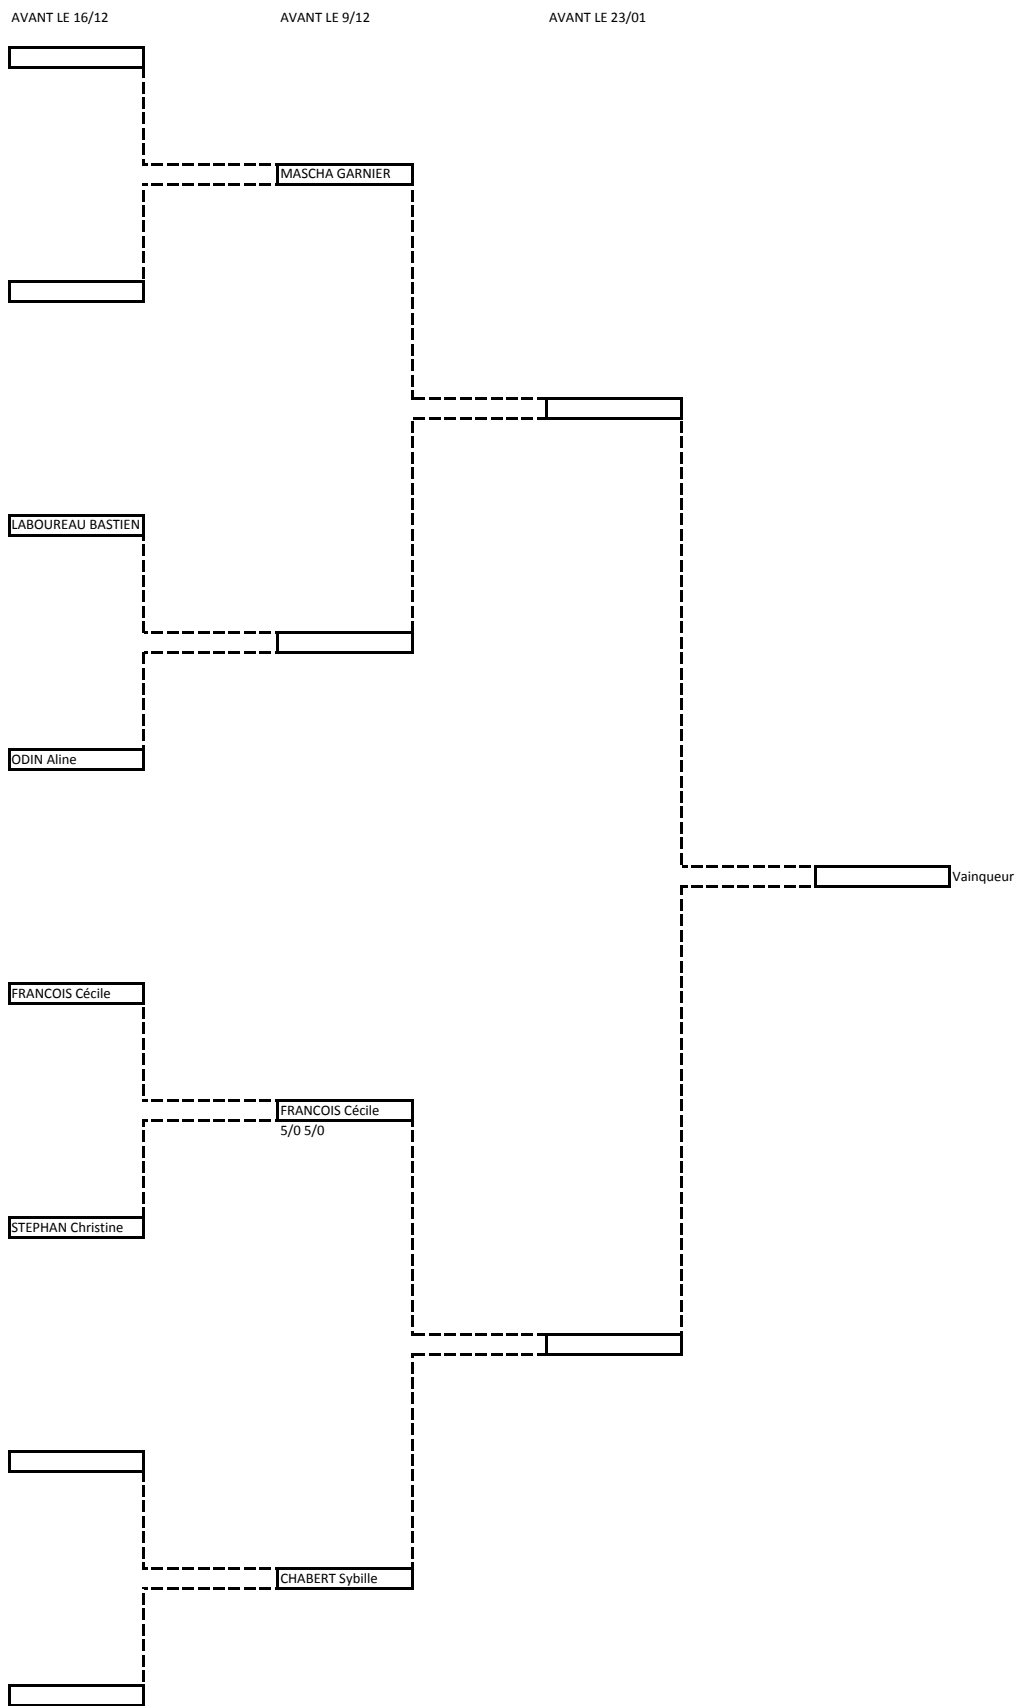 AVANT LE 16/12
AVANT LE 9/12
AVANT LE 23/01
MASCHA GARNIER
LABOUREAU BASTIEN
ODIN Aline
Vainqueur
FRANCOIS Cécile
FRANCOIS Cécile
5/0 5/0
STEPHAN Christine
CHABERT Sybille